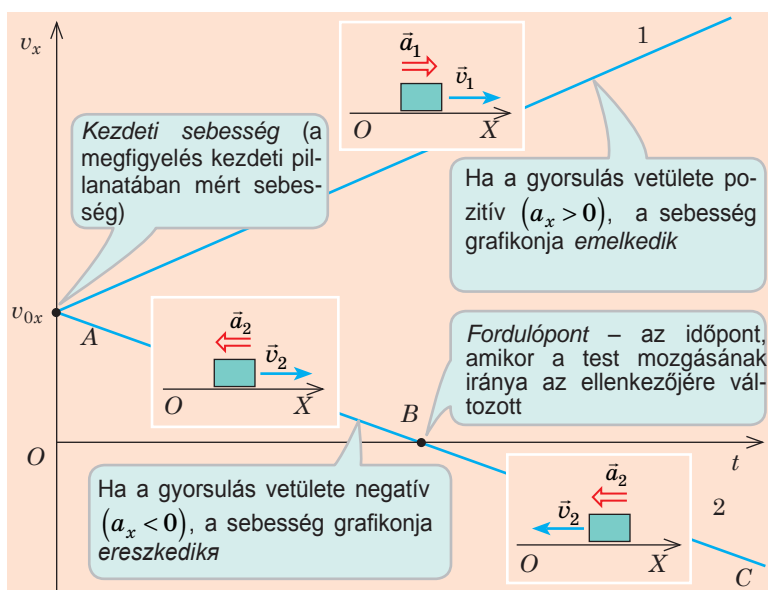 v_x
1
a⃗_1
v⃗_1
O X
Kezdeti sebesség (a
megfigyelés kezdeti pil-
lanatában mért sebes-
ség)
Ha a gyorsulás vetülete po-
zitív (a_x > 0), a sebesség
grafikonja emelkedik
v_{0x}
A
a⃗_2
v⃗_2
O X
Fordulópont – az időpont,
amikor a test mozgásának
iránya az ellenkezőjére vál-
tozott
B
O
t
Ha a gyorsulás vetülete negatív
(a_x < 0), a sebesség grafikonja
ereszkedikя
a⃗_2
v⃗_2
O X
2
C